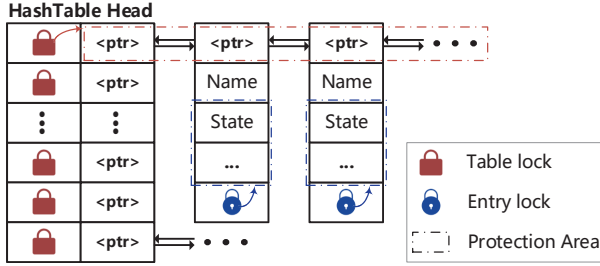 HashTable Head
<ptr> <ptr> <ptr> • • •
<ptr> Name Name
State State
<ptr> ... ...
<ptr>
<ptr> • • •
Table lock
Entry lock
Protection Area